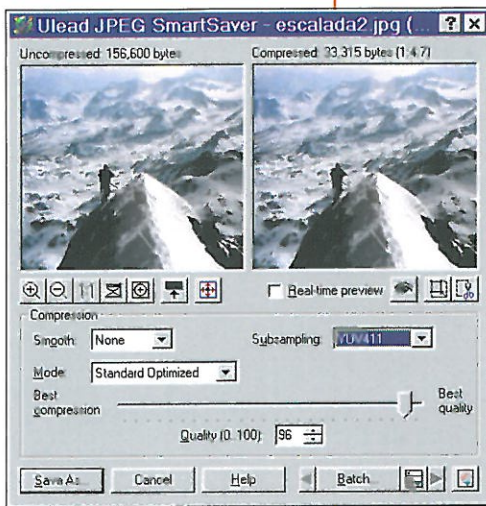 Ulead JPEG SmartSaver - escalada2.jpg (...
Uncompressed: 156,600 bytes
Compressed: 33,315 bytes (1:4.7)
1:1
Real-time preview
Compression
Smooth: None
Subsampling: YUV411
Mode: Standard Optimized
Best compression
Best quality
Quality (0..100): 96
Save As...
Cancel
Help
Batch...